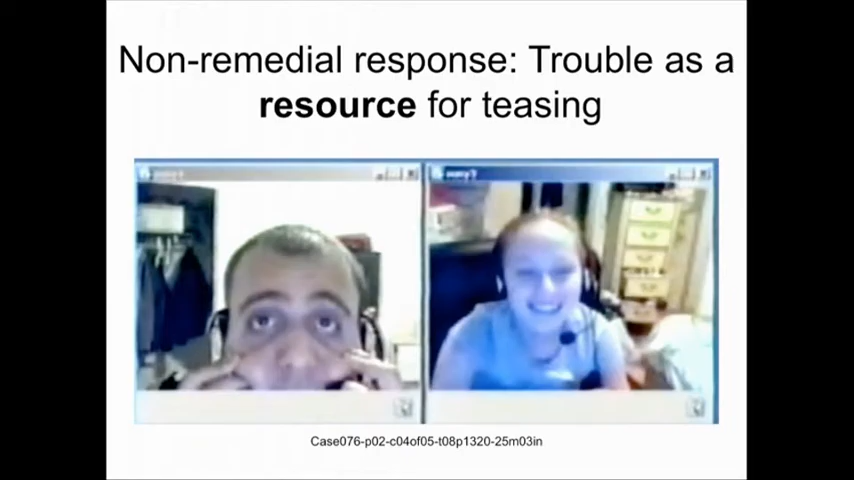 Non-remedial response: Trouble as a
resource for teasing
Case076-p02-c04of05-t08p1320-25m03in